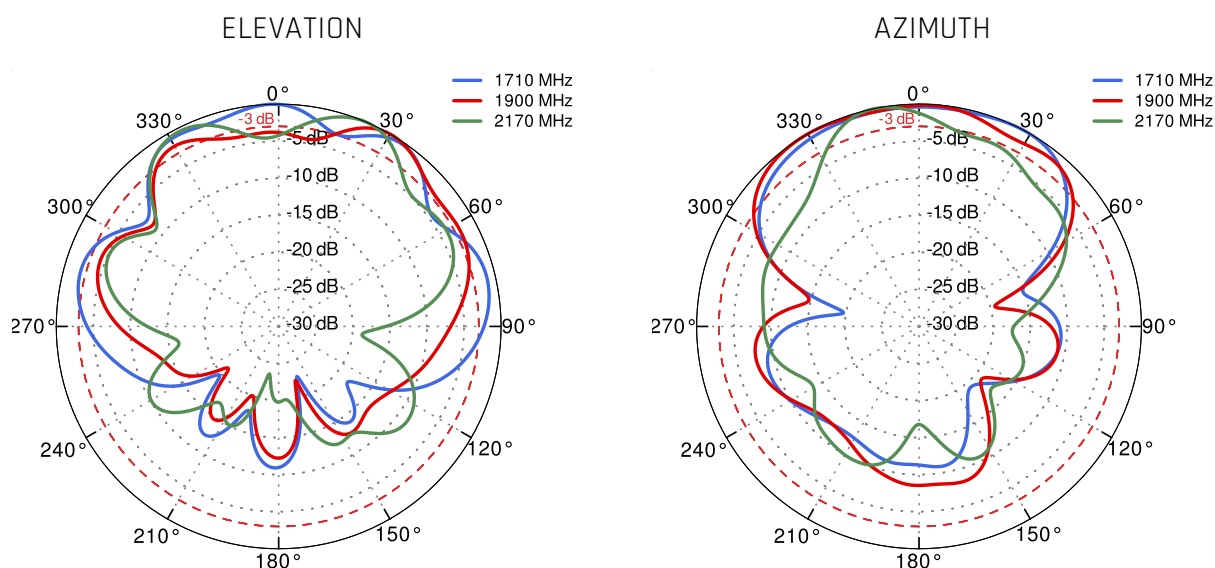 ELEVATION
1710 MHz
1900 MHz
2170 MHz
0°
330°
-3 dB
30°
-5 dB
-10 dB
300°
60°
-15 dB
-20 dB
-25 dB
270°
-30 dB
90°
240°
120°
210°
150°
180°
AZIMUTH
1710 MHz
1900 MHz
2170 MHz
0°
330°
-3 dB
30°
-5 dB
-10 dB
300°
60°
-15 dB
-20 dB
-25 dB
270°
-30 dB
90°
240°
120°
210°
150°
180°